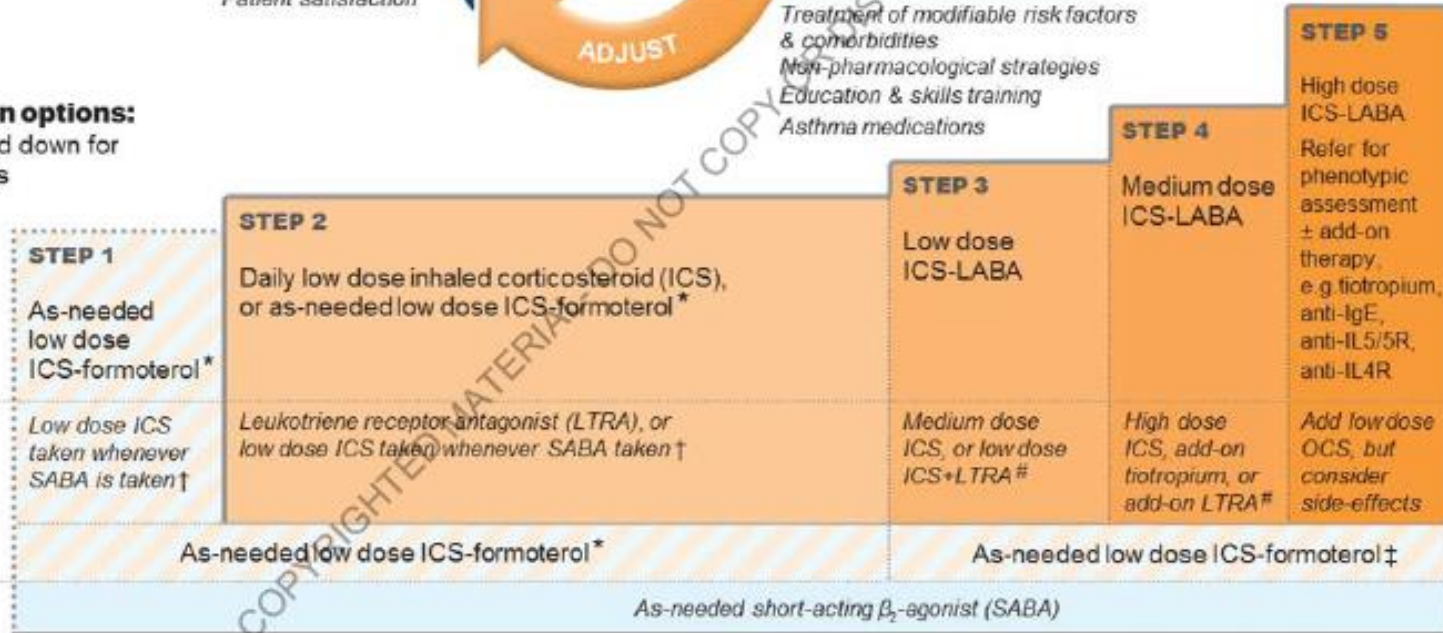 Patient satisfaction
ADJUST
Treatment of modifiable risk factors
& comorbidities
Non-pharmacological strategies
Education & skills training
Asthma medications
n options:
d down for
s
STEP 1
As-needed
low dose
ICS-formoterol*
Low dose ICS
taken whenever
SABA is taken†
STEP 2
Daily low dose inhaled corticosteroid (ICS),
or as-needed low dose ICS-formoterol*
Leukotriene receptor antagonist (LTRA), or
low dose ICS taken whenever SABA taken†
STEP 3
Low dose
ICS-LABA
Medium dose
ICS, or low dose
ICS+LTRA#
STEP 4
Medium dose
ICS-LABA
High dose
ICS, add-on
tiotropium, or
add-on LTRA#
STEP 5
High dose
ICS-LABA
Refer for
phenotypic
assessment
± add-on
therapy,
e.g.tiotropium,
anti-IgE,
anti-IL5/5R,
anti-IL4R
Add low dose
OCS, but
consider
side-effects
As-needed low dose ICS-formoterol*
As-needed low dose ICS-formoterol‡
As-needed short-acting β₂-agonist (SABA)
COPYRIGHTED MATERIAL- DO NOT COPY OR DIS